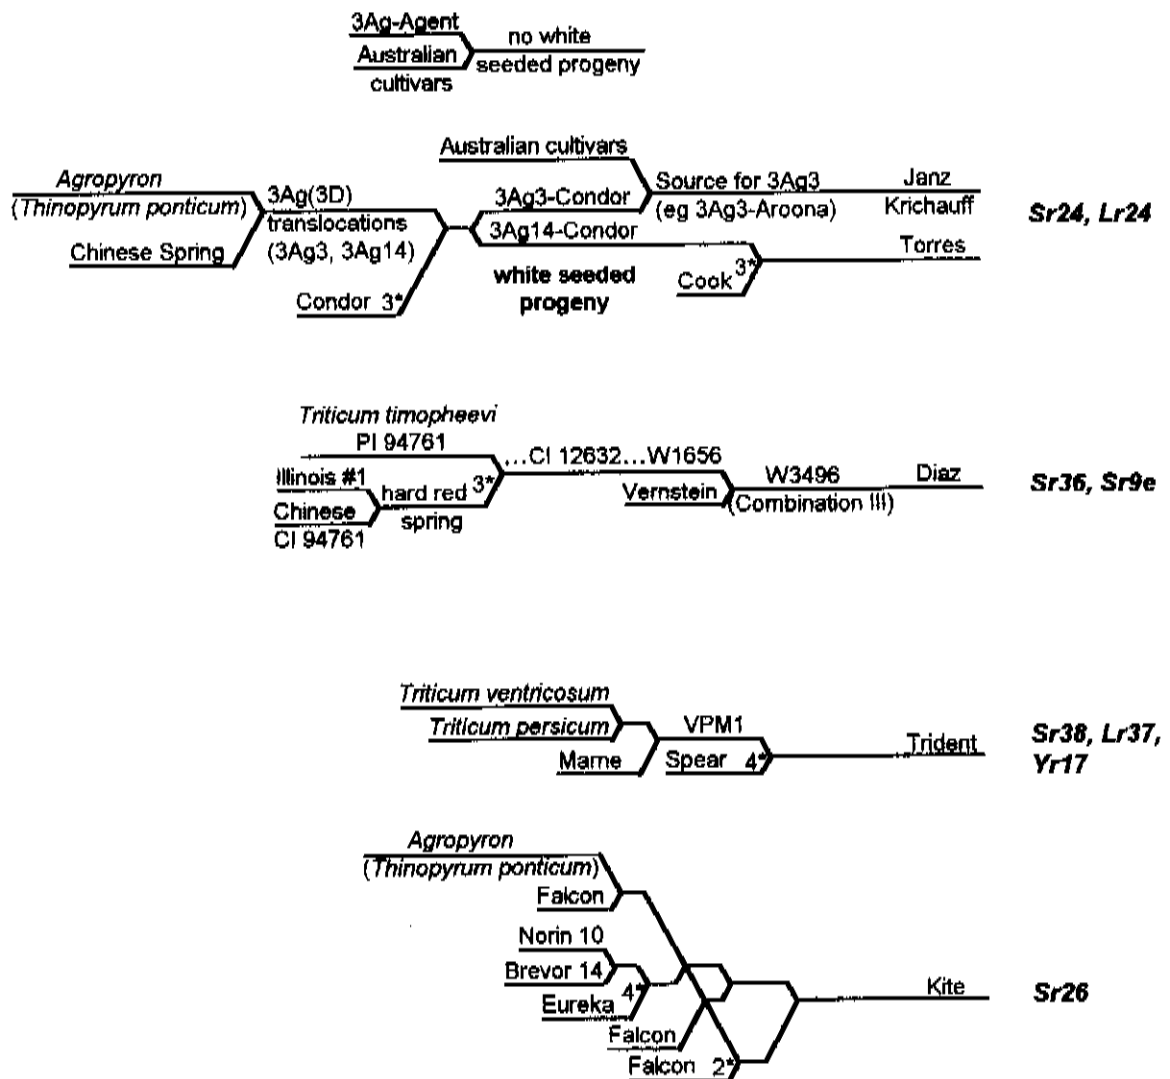 3Ag-Agent
no white
Australian
seeded progeny
cultivars
Australian cultivars
Agropyron
3Ag(3D)
3Ag3-Condor
Source for 3Ag3
Janz
(Thinopyrum ponticum)
translocations
3Ag14-Condor
(eg 3Ag3-Aroona)
Krichauff
Sr24, Lr24
Chinese Spring
(3Ag3, 3Ag14)
white seeded
progeny
Cook 3*
Torres
Condor 3*
Triticum timopheevi
PI 94761
...CI 12632...W1656
Illinois #1
hard red 3*
Vernstein
W3496
Diaz
Sr36, Sr9e
Chinese
spring
(Combination III)
CI 94761
Triticum ventricosum
Triticum persicum
VPM1
Trident
Sr38, Lr37,
Marne
Spear 4*
Yr17
Agropyron
(Thinopyrum ponticum)
Falcon
Norin 10
Brevor 14
4*
Eureka
Kite
Sr26
Falcon
Falcon 2*